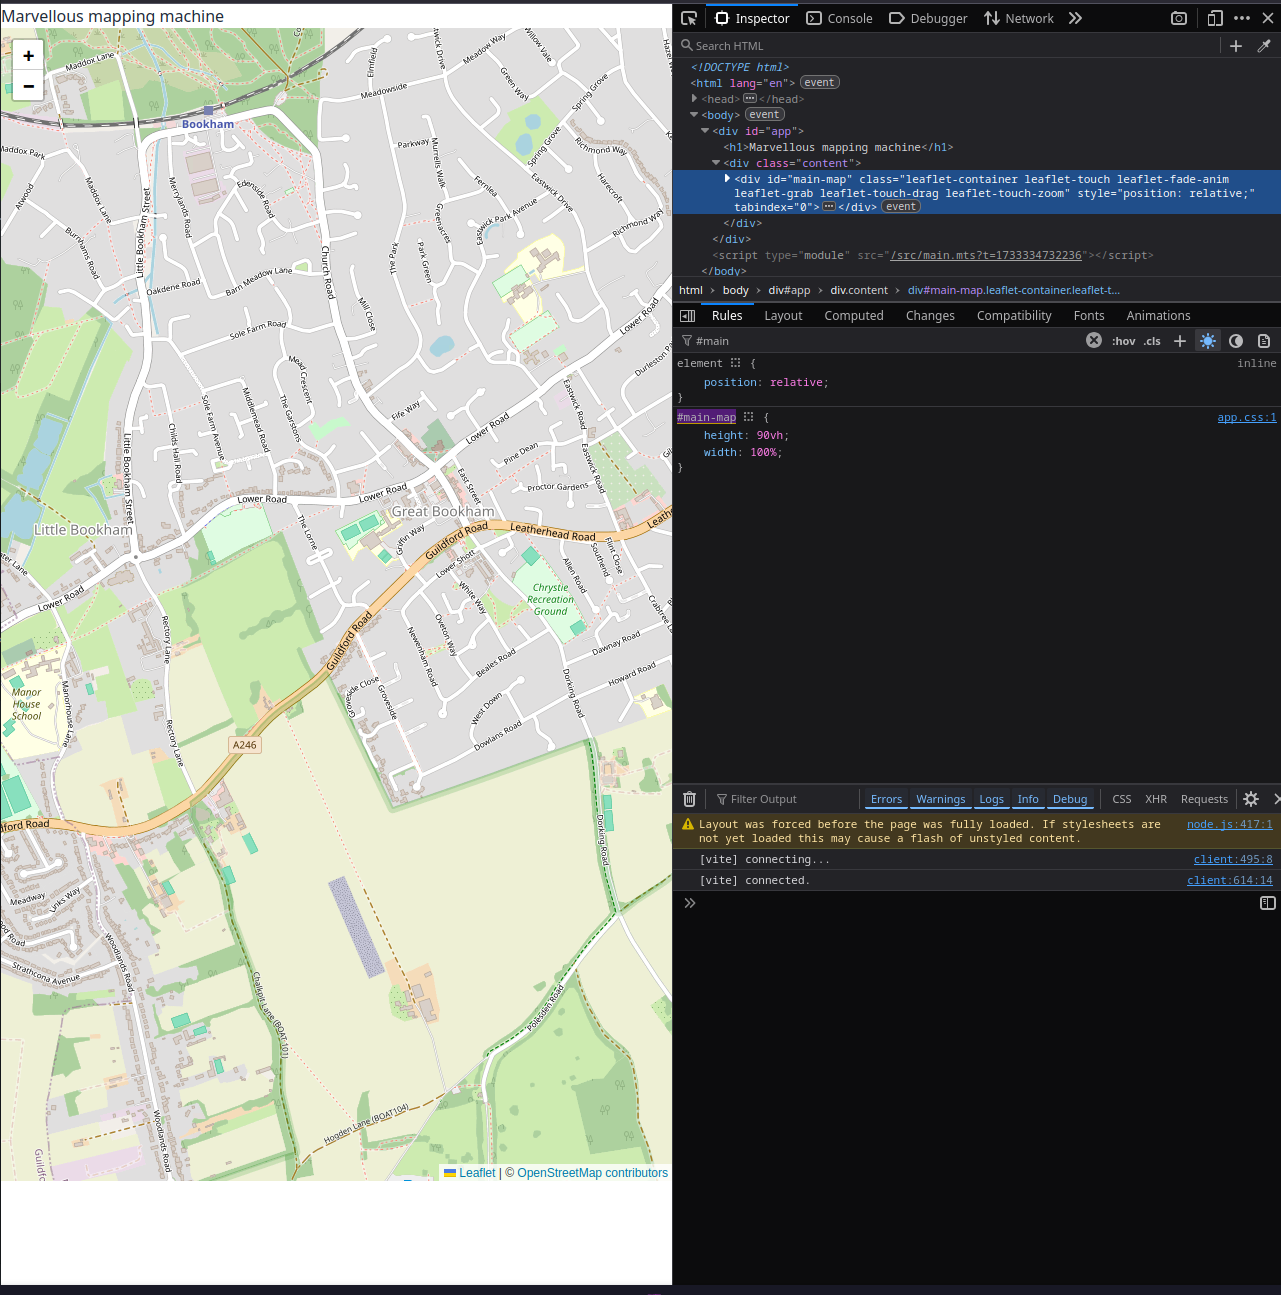 Marvellous mapping machine
+
−
Maddox Lane
Bookham
Maddox Park
Atwood
Maddox Lane
Burnhams Road
Little Bookham Street
Merrylands Road
Edenside Road
Oakdene Road
Barn Meadow Lane
Sole Farm Road
Church Road
Mill Close
Elmfield
Meadowside
Meadow Way
Willow Vale
Green Way
Spring Grove
Parkway
Murrells Walk
Fernlea
Eastwick Drive
Spring Grove
Richmond Way
Harecroft
Eastwick Park Avenue
Richmond Way
The Park
Park Green
Greenacres
Lower Road
Durleston Pa
Mead Crescent
The Garstons
Middlemead Road
Sole Farm Avenue
Childs Hall Road
Little Bookham Street
Fife Way
Lower Road
Eastwick Road
Pine Dean
Eastwick Road
East Street
Proctor Gardens
Lower Road
Lower Road
Great Bookham
Little Bookham
The Lorne
Griffin Way
Guildford Road
Leatherhead Road
Leath
Lower Shott
Allen Road
Southend
Flint Close
Chrystie
Recreation
Ground
White Way
Lower Road
Rectory Lane
Guildford Road
Oveton Way
Newenham Road
Beales Road
Dawnay Road
Howard Road
Dorking Road
Manor
House
School
Manorhouse Lane
Groveside
West Down
Dowlans Road
Rectory Lane
A246
Dorking Road
Meadway
Links Way
Woodlands Road
Strathcona Avenue
Chalkpit Lane (BOAT 101)
Polesden Road
Hogden Lane (BOAT104)
Woodlands Road
Leaflet | © OpenStreetMap contributors
Inspector Console Debugger Network
Search HTML
<!DOCTYPE html>
<html lang="en"> event
<head> ⋯ </head>
<body> event
<div id="app">
<h1>Marvellous mapping machine</h1>
<div class="content">
<div id="main-map" class="leaflet-container leaflet-touch leaflet-fade-anim
leaflet-grab leaflet-touch-drag leaflet-touch-zoom" style="position: relative;"
tabindex="0"> ⋯ </div> event
</div>
</div>
<script type="module" src="/src/main.mts?t=1733334732236"></script>
</body>
html body div#app div.content div#main-map.leaflet-container.leaflet-t…
Rules Layout Computed Changes Compatibility Fonts Animations
#main :hov .cls
element { inline
position: relative;
}
#main-map { app.css:1
height: 90vh;
width: 100%;
}
Filter Output Errors Warnings Logs Info Debug CSS XHR Requests
Layout was forced before the page was fully loaded. If stylesheets are node.js:417:1
not yet loaded this may cause a flash of unstyled content.
[vite] connecting... client:495:8
[vite] connected. client:614:14